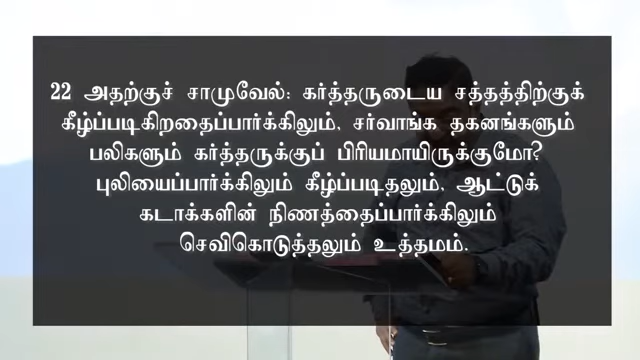 22 அதற்குச் சாமுவேல்: கர்த்தருடைய சத்தத்திற்குக்
கீழ்ப்படிகிறதைப்பார்க்கிலும், சர்வாங்க தகனங்களும்
பலிகளும் கர்த்தருக்குப் பிரியமாயிருக்குமோ?
புலியைப்பார்க்கிலும் கீழ்ப்படிதலும், ஆட்டுக்
கடாக்களின் நிணத்தைப்பார்க்கிலும்
செவிகொடுத்தலும் உத்தமம்.